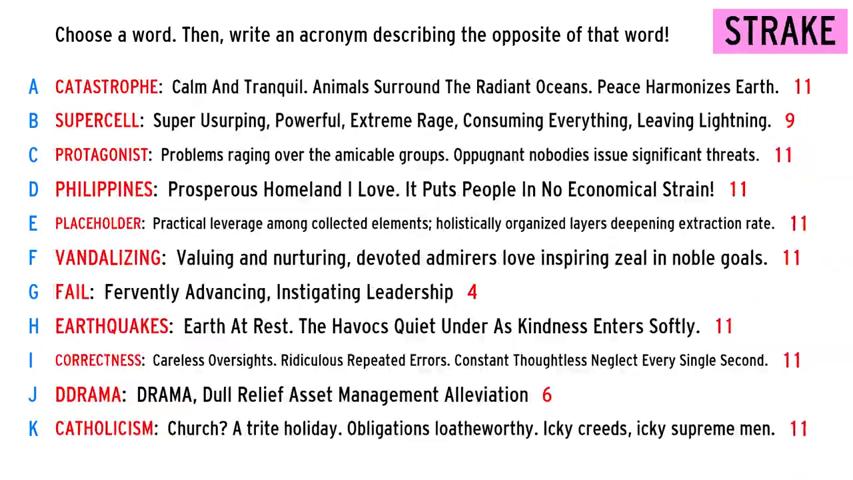 Choose a word. Then, write an acronym describing the opposite of that word!
STRAKE
A CATASTROPHE: Calm And Tranquil. Animals Surround The Radiant Oceans. Peace Harmonizes Earth. 11
B SUPERCELL: Super Usurping, Powerful, Extreme Rage, Consuming Everything, Leaving Lightning. 9
C PROTAGONIST: Problems raging over the amicable groups. Oppugnant nobodies issue significant threats. 11
D PHILIPPINES: Prosperous Homeland I Love. It Puts People In No Economical Strain! 11
E PLACEHOLDER: Practical leverage among collected elements; holistically organized layers deepening extraction rate. 11
F VANDALIZING: Valuing and nurturing, devoted admirers love inspiring zeal in noble goals. 11
G FAIL: Fervently Advancing, Instigating Leadership 4
H EARTHQUAKES: Earth At Rest. The Havocs Quiet Under As Kindness Enters Softly. 11
I CORRECTNESS: Careless Oversights. Ridiculous Repeated Errors. Constant Thoughtless Neglect Every Single Second. 11
J DDRAMA: DRAMA, Dull Relief Asset Management Alleviation 6
K CATHOLICISM: Church? A trite holiday. Obligations loatheworthy. Icky creeds, icky supreme men. 11